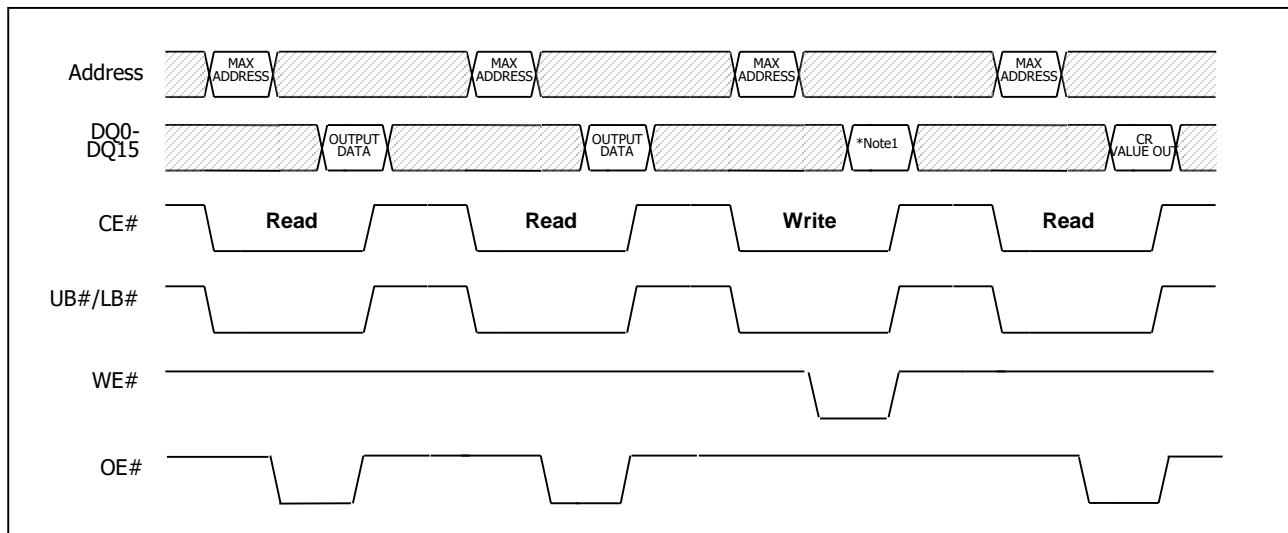 Address
MAX
ADDRESS
MAX
ADDRESS
MAX
ADDRESS
MAX
ADDRESS
DQ0-
DQ15
OUTPUT
DATA
OUTPUT
DATA
*Note1
CR
VALUE OUT
CE#
Read
Read
Write
Read
UB#/LB#
WE#
OE#